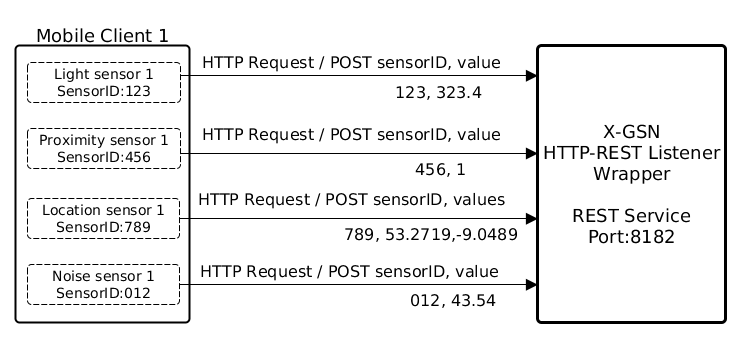 Mobile Client 1
Light sensor 1
SensorID:123
HTTP Request / POST sensorID, value
123, 323.4
Proximity sensor 1
SensorID:456
HTTP Request / POST sensorID, value
456, 1
Location sensor 1
SensorID:789
HTTP Request / POST sensorID, values
789, 53.2719,-9.0489
Noise sensor 1
SensorID:012
HTTP Request / POST sensorID, value
012, 43.54
X-GSN
HTTP-REST Listener
Wrapper
REST Service
Port:8182